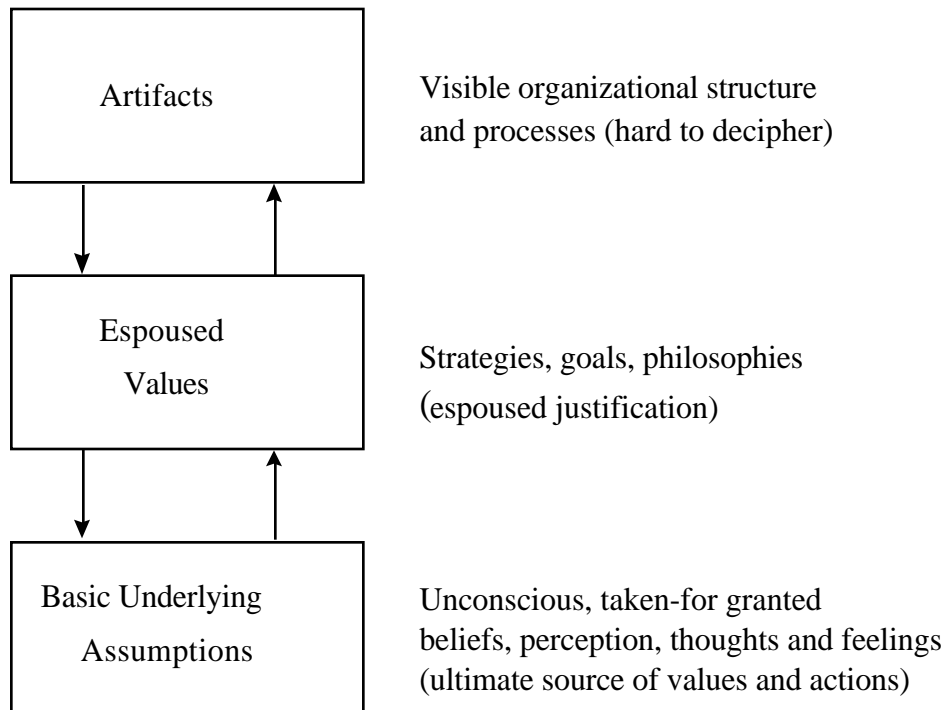 Artifacts
Visible organizational structure
and processes (hard to decipher)
Espoused
Values
Strategies, goals, philosophies
(espoused justification)
Basic Underlying
Assumptions
Unconscious, taken-for granted
beliefs, perception, thoughts and feelings
(ultimate source of values and actions)